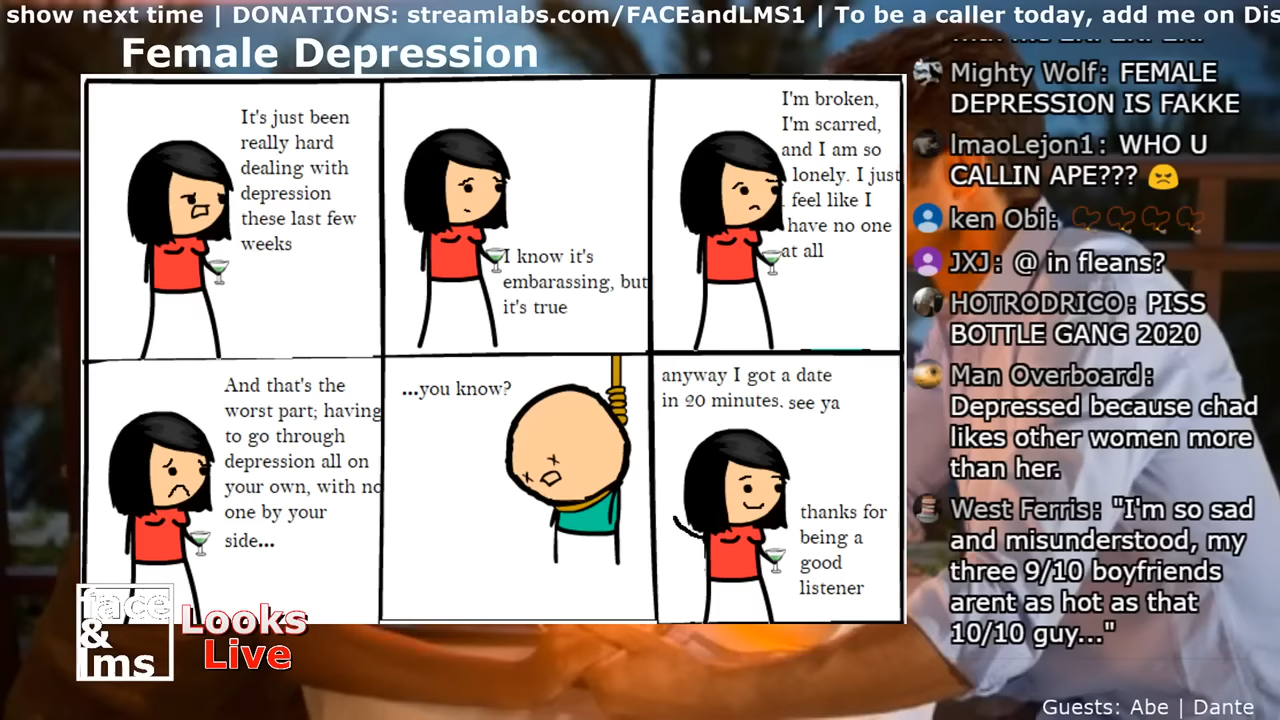 show next time | DONATIONS: streamlabs.com/FACEandLMS1 | To be a caller today, add me on Dis
Female Depression
It's just been
really hard
dealing with
depression
these last few
weeks
I know it's
embarassing, but
it's true
I'm broken,
I'm scarred,
and I am so
lonely. I just
feel like I
have no one
at all
And that's the
worst part; having
to go through
depression all on
your own, with no
one by your
side...
...you know?
anyway I got a date
in 20 minutes, see ya
thanks for
being a
good
listener
Mighty Wolf: FEMALE
DEPRESSION IS FAKKE
lmaoLejon1: WHO U
CALLIN APE???
ken Obi:
JXJ: @ in fleans?
HOTRODRICO: PISS
BOTTLE GANG 2020
Man Overboard:
Depressed because chad
likes other women more
than her.
West Ferris: "I'm so sad
and misunderstood, my
three 9/10 boyfriends
arent as hot as that
10/10 guy..."
face
&
lms
Looks
Live
Guests: Abe | Dante